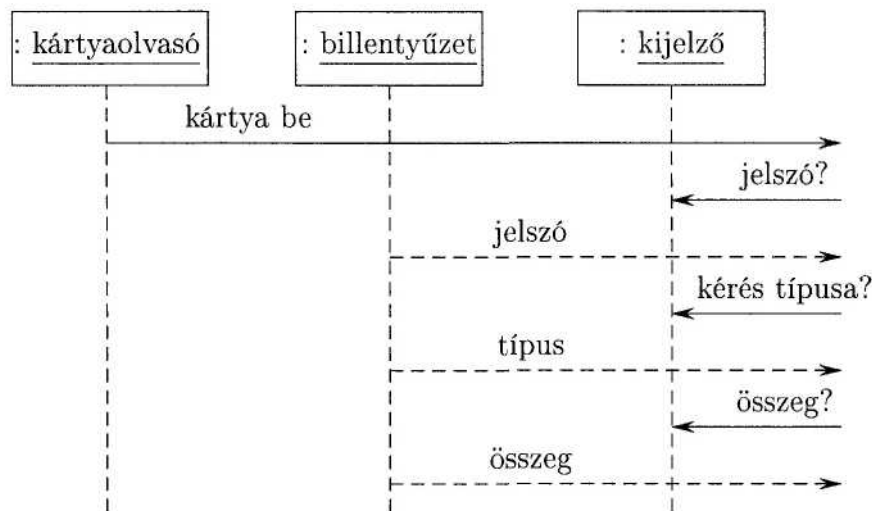 : kártyaolvasó
: billentyűzet
: kijelző
kártya be
jelszó?
jelszó
kérés típusa?
típus
összeg?
összeg